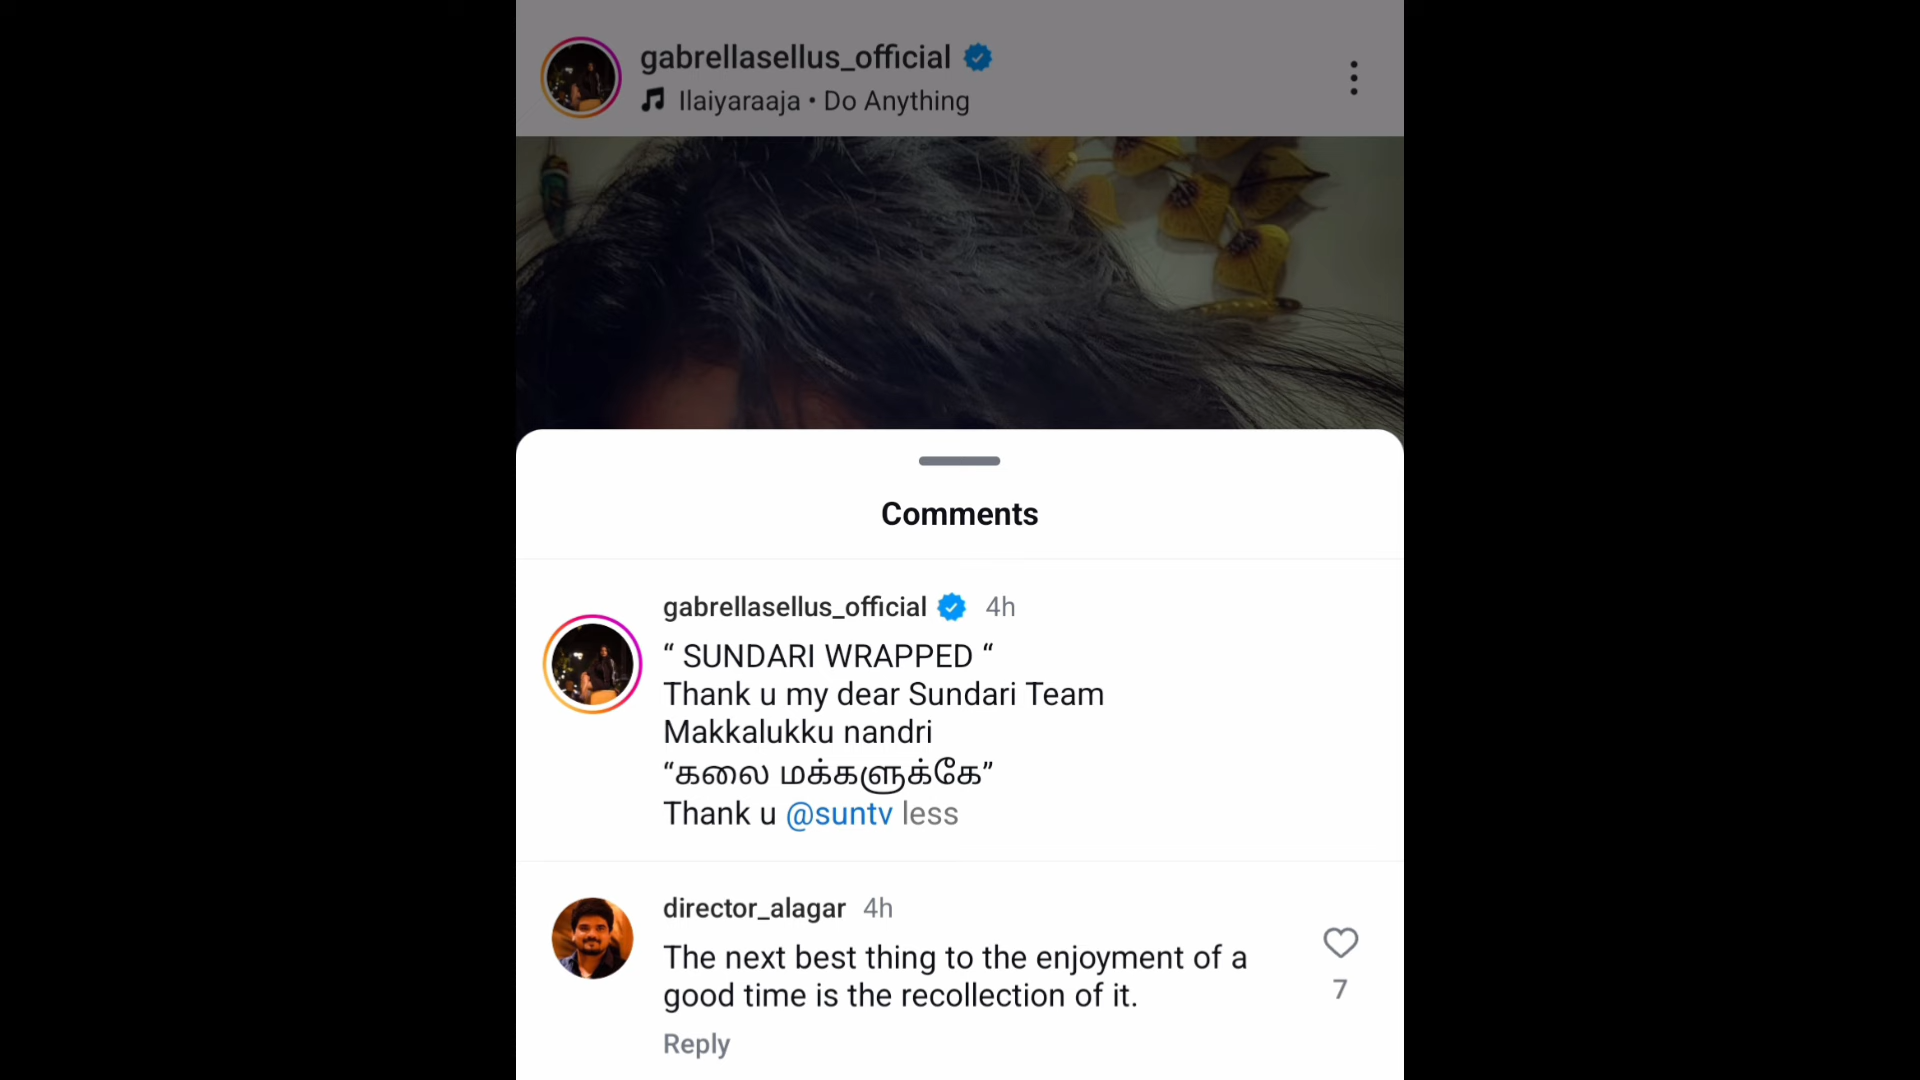 gabrellasellus_official
Ilaiyaraaja • Do Anything
Comments
gabrellasellus_official 4h
“ SUNDARI WRAPPED “
Thank u my dear Sundari Team
Makkalukku nandri
“கலை மக்களுக்கே”
Thank u @suntv less
director_alagar 4h
The next best thing to the enjoyment of a
good time is the recollection of it.
7
Reply